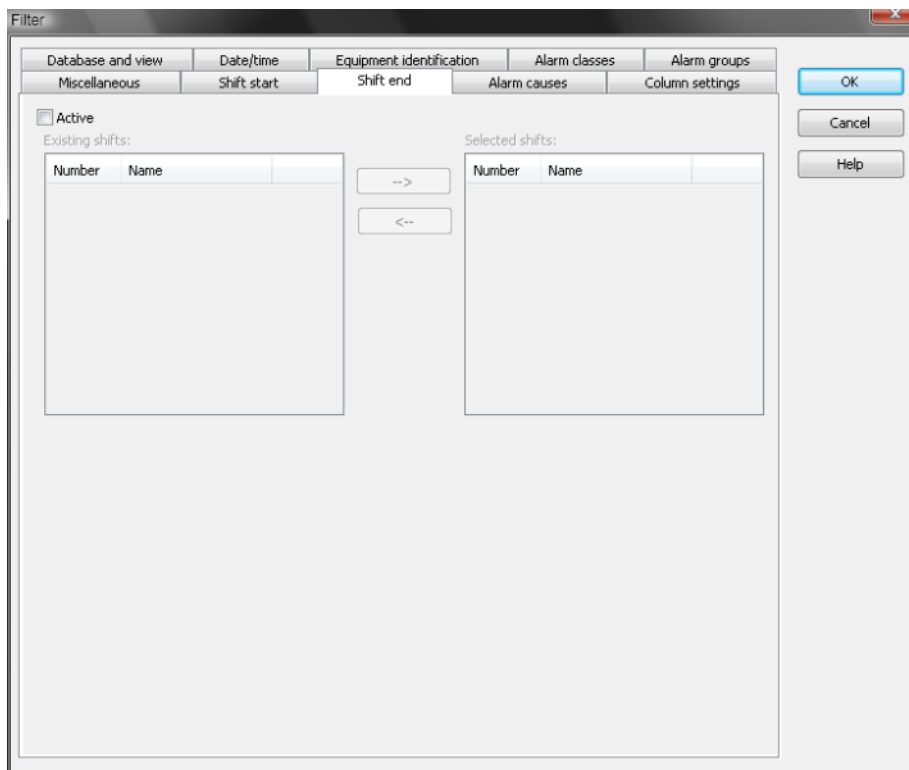 Filter
Database and view Date/time Equipment identification Alarm classes Alarm groups
Miscellaneous Shift start Shift end Alarm causes Column settings
OK
Cancel
Help
Active
Existing shifts: Selected shifts:
Number Name Number Name
-->
<--